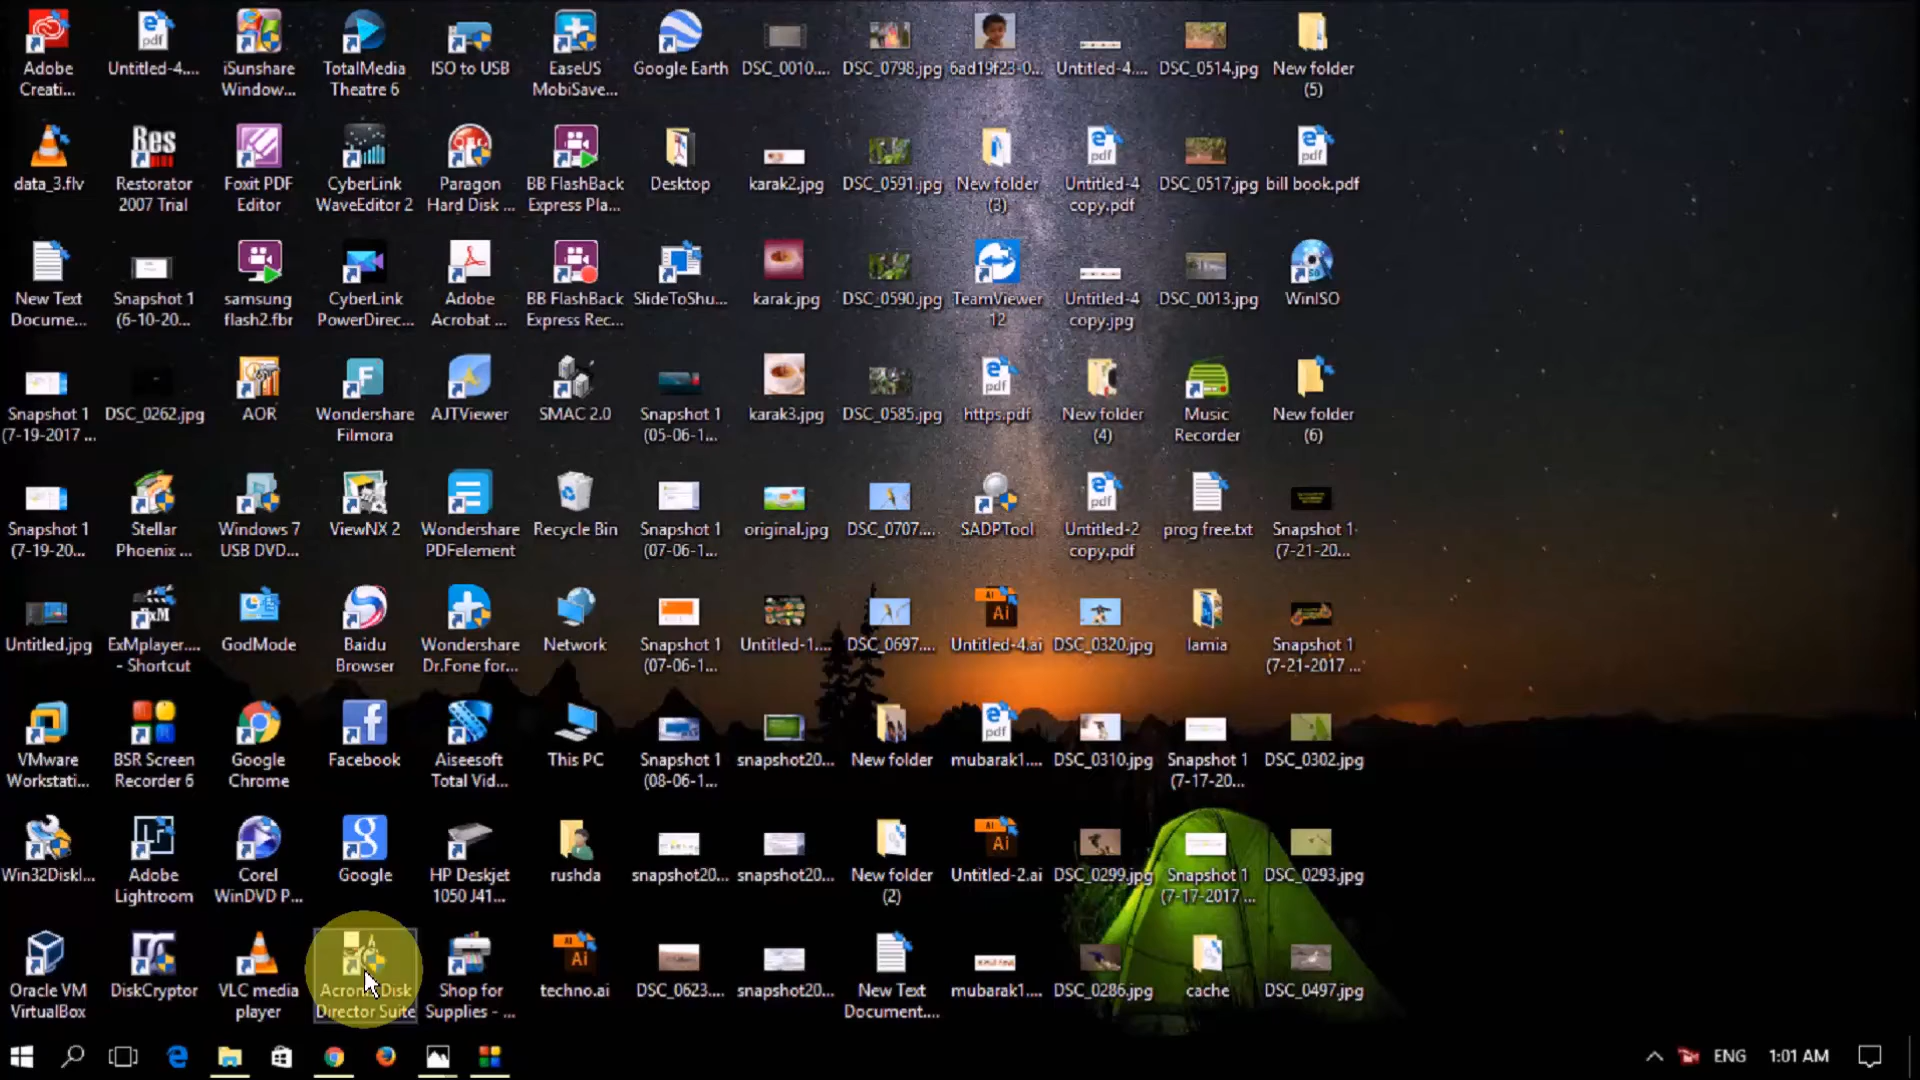 Adobe
Creati...
Untitled-4....
iSunshare
Window...
TotalMedia
Theatre 6
ISO to USB
EaseUS
MobiSave...
Google Earth
DSC_0010....
DSC_0798.jpg
6ad19f23-0...
Untitled-4....
DSC_0514.jpg
New folder
(5)
data_3.flv
Restorator
2007 Trial
Foxit PDF
Editor
CyberLink
WaveEditor 2
Paragon
Hard Disk ...
BB FlashBack
Express Pla...
Desktop
karak2.jpg
DSC_0591.jpg
New folder
(3)
Untitled-4
copy.pdf
DSC_0517.jpg
bill book.pdf
New Text
Docume...
Snapshot 1
(6-10-20...
samsung
flash2.fbr
CyberLink
PowerDirec...
Adobe
Acrobat ...
BB FlashBack
Express Rec...
SlideToShu...
karak.jpg
DSC_0590.jpg
TeamViewer
12
Untitled-4
copy.jpg
DSC_0013.jpg
WinISO
Snapshot 1
(7-19-2017 ...
DSC_0262.jpg
AOR
Wondershare
Filmora
AJTViewer
SMAC 2.0
Snapshot 1
(05-06-1...
karak3.jpg
DSC_0585.jpg
https.pdf
New folder
(4)
Music
Recorder
New folder
(6)
Snapshot 1
(7-19-20...
Stellar
Phoenix ...
Windows 7
USB DVD...
ViewNX 2
Wondershare
PDFelement
Recycle Bin
Snapshot 1
(07-06-1...
original.jpg
DSC_0707....
SADPTool
Untitled-2
copy.pdf
prog free.txt
Snapshot 1-
(7-21-20...
Untitled.jpg
ExMplayer....
- Shortcut
GodMode
Baidu
Browser
Wondershare
Dr.Fone for...
Network
Snapshot 1
(07-06-1...
Untitled-1....
DSC_0697....
Untitled-4.ai
DSC_0320.jpg
lamia
Snapshot 1
(7-21-2017 ...
VMware
Workstati...
BSR Screen
Recorder 6
Google
Chrome
Facebook
Aiseesoft
Total Vid...
This PC
Snapshot 1
(08-06-1...
snapshot20...
New folder
mubarak1....
DSC_0310.jpg
Snapshot 1
(7-17-20...
DSC_0302.jpg
Win32DiskI...
Adobe
Lightroom
Corel
WinDVD P...
Google
HP Deskjet
1050 J41...
rushda
snapshot20...
snapshot20...
New folder
(2)
Untitled-2.ai
DSC_0299.jpg
Snapshot 1
(7-17-2017 ...
DSC_0293.jpg
Oracle VM
VirtualBox
DiskCryptor
VLC media
player
Acronis Disk
Director Suite
Shop for
Supplies - ...
techno.ai
DSC_0623....
snapshot20...
New Text
Document....
mubarak1....
DSC_0286.jpg
cache
DSC_0497.jpg
ENG
1:01 AM